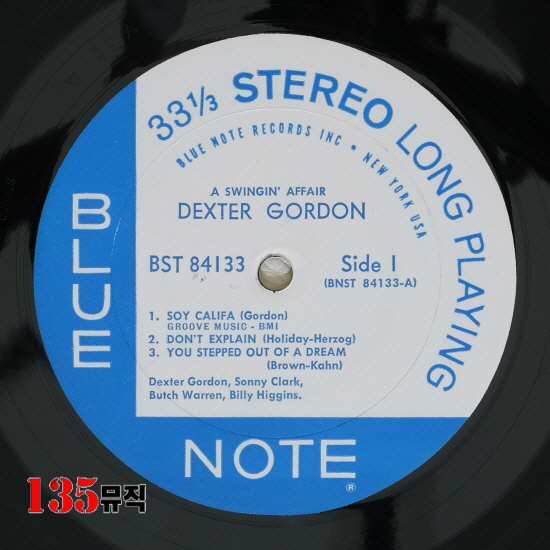 33⅓ STEREO LONG PLAYING
BLUE NOTE RECORDS INC • NEW YORK USA
A SWINGIN' AFFAIR
DEXTER GORDON
BST 84133
Side 1
(BNST 84133-A)
1. SOY CALIFA (Gordon)
GROOVE MUSIC - BMI
2. DON'T EXPLAIN (Holiday-Herzog)
3. YOU STEPPED OUT OF A DREAM
(Brown-Kahn)
Dexter Gordon, Sonny Clark,
Butch Warren, Billy Higgins.
BLUE
NOTE
®
135뮤직